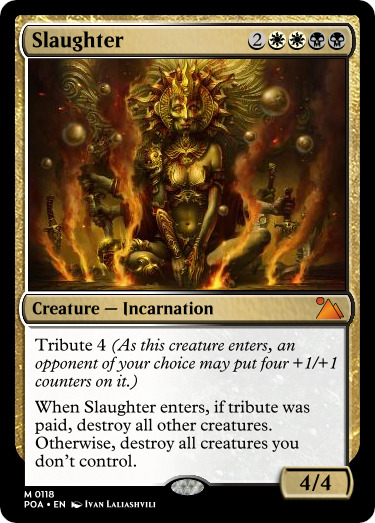 Slaughter 2
Creature — Incarnation
Tribute 4 (As this creature enters, an
opponent of your choice may put four +1/+1
counters on it.)
When Slaughter enters, if tribute was
paid, destroy all other creatures.
Otherwise, destroy all creatures you
don't control.
4/4
M 0118
POA • EN Ivan Laliashvili